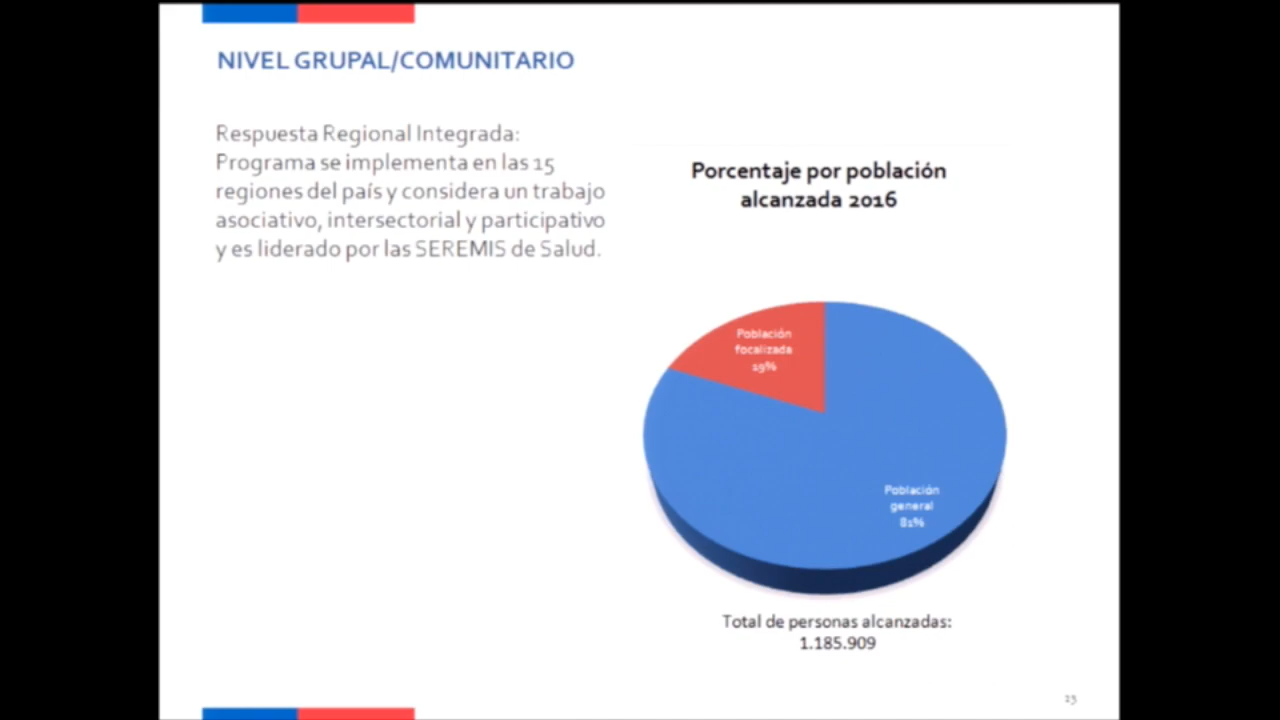 NIVEL GRUPAL/COMUNITARIO
Respuesta Regional Integrada:
Programa se implementa en las 15
regiones del país y considera un trabajo
asociativo, intersectorial y participativo
y es liderado por las SEREMIS de Salud.
Porcentaje por población
alcanzada 2016
Población
focalizada
19%
Población
general
81%
Total de personas alcanzadas:
1.185.909
23